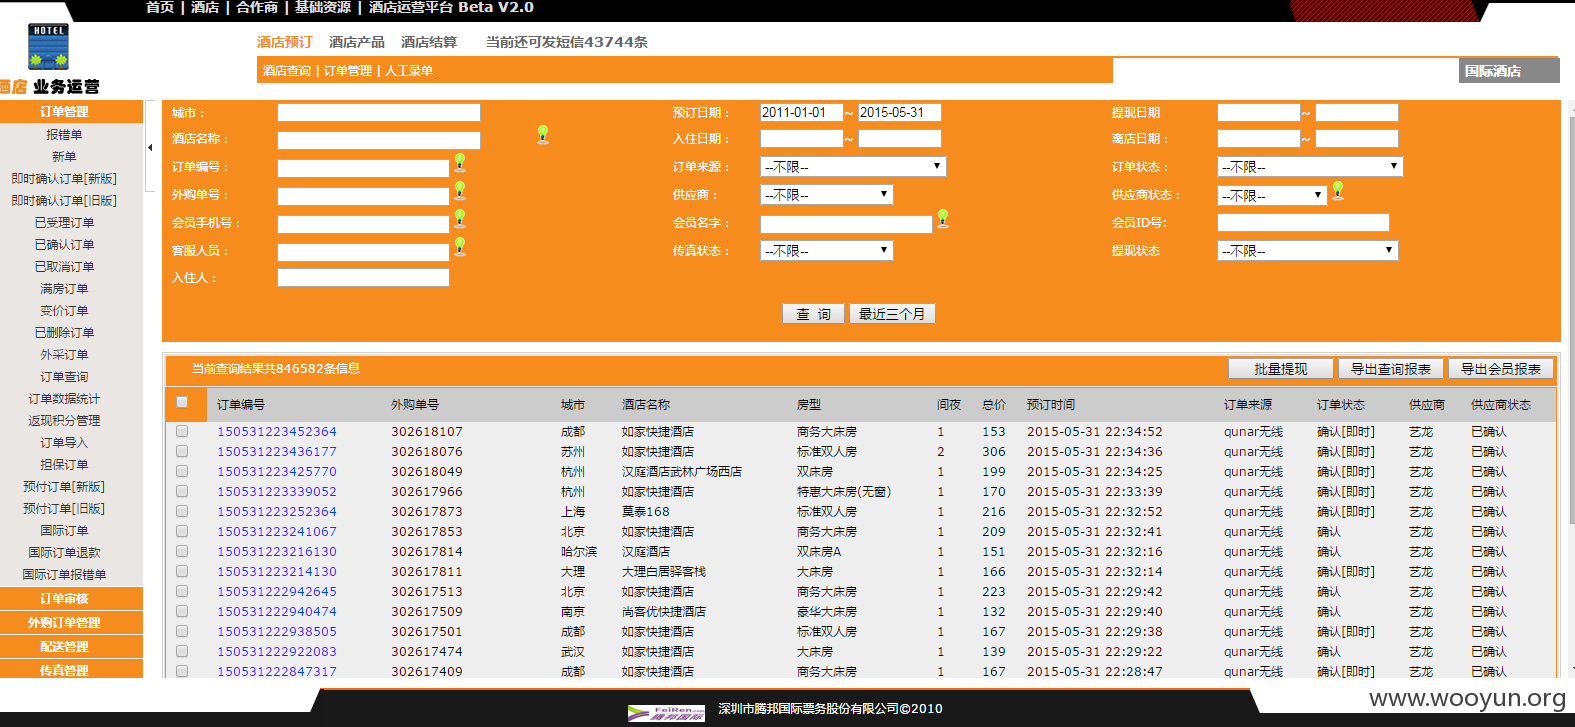 首页 | 酒店 | 合作商 | 基础资源 | 酒店运营平台 Beta V2.0
HOTEL
酒店 业务运营
酒店预订 酒店产品 酒店结算 当前还可发短信43744条
酒店查询 | 订单管理 | 人工录单
国际酒店
订单管理
报错单
新单
即时确认订单[新版]
即时确认订单[旧版]
已受理订单
已确认订单
已取消订单
满房订单
变价订单
已删除订单
外采订单
订单查询
订单数据统计
返现积分管理
订单导入
担保订单
预付订单[新版]
预付订单[旧版]
国际订单
国际订单退款
国际订单报错单
订单审核
外购订单管理
配送管理
传真管理
城市： 预订日期： 2011-01-01 ~ 2015-05-31 提现日期 ~
酒店名称： 入住日期： ~ 离店日期： ~
订单编号： 订单来源： --不限-- 订单状态： --不限--
外购单号： 供应商： --不限-- 供应商状态： --不限--
会员手机号： 会员名字： 会员ID号:
客服人员： 传真状态： --不限-- 提现状态 --不限--
入住人：
查 询 最近三个月
当前查询结果共846582条信息 批量提现 导出查询报表 导出会员报表
订单编号 外购单号 城市 酒店名称 房型 间夜 总价 预订时间 订单来源 订单状态 供应商 供应商状态
150531223452364 302618107 成都 如家快捷酒店 商务大床房 1 153 2015-05-31 22:34:52 qunar无线 确认[即时] 艺龙 已确认
150531223436177 302618076 苏州 如家快捷酒店 标准双人房 2 306 2015-05-31 22:34:36 qunar无线 确认[即时] 艺龙 已确认
150531223425770 302618049 杭州 汉庭酒店武林广场西店 双床房 1 199 2015-05-31 22:34:25 qunar无线 确认[即时] 艺龙 已确认
150531223339052 302617966 杭州 如家快捷酒店 特惠大床房(无窗) 1 170 2015-05-31 22:33:39 qunar无线 确认[即时] 艺龙 已确认
150531223252364 302617873 上海 莫泰168 标准双人房 1 216 2015-05-31 22:32:52 qunar无线 确认[即时] 艺龙 已确认
150531223241067 302617853 北京 如家快捷酒店 商务大床房 1 209 2015-05-31 22:32:41 qunar无线 确认 艺龙 已确认
150531223216130 302617814 哈尔滨 汉庭酒店 双床房A 1 151 2015-05-31 22:32:16 qunar无线 确认 艺龙 已确认
150531223214130 302617811 大理 大理白居驿客栈 大床房 1 166 2015-05-31 22:32:14 qunar无线 确认[即时] 艺龙 已确认
150531222942645 302617513 北京 如家快捷酒店 商务大床房 1 223 2015-05-31 22:29:42 qunar无线 确认 艺龙 已确认
150531222940474 302617509 南京 尚客优快捷酒店 豪华大床房 1 132 2015-05-31 22:29:40 qunar无线 确认 艺龙 已确认
150531222938505 302617501 成都 如家快捷酒店 标准双人房 1 167 2015-05-31 22:29:38 qunar无线 确认[即时] 艺龙 已确认
150531222922083 302617474 武汉 如家快捷酒店 大床房 1 139 2015-05-31 22:29:22 qunar无线 确认 艺龙 已确认
150531222847317 302617409 成都 如家快捷酒店 商务大床房 1 167 2015-05-31 22:28:47 qunar无线 确认[即时] 艺龙 已确认
FeiRen.com
腾邦国际
深圳市腾邦国际票务股份有限公司©2010
www.wooyun.org